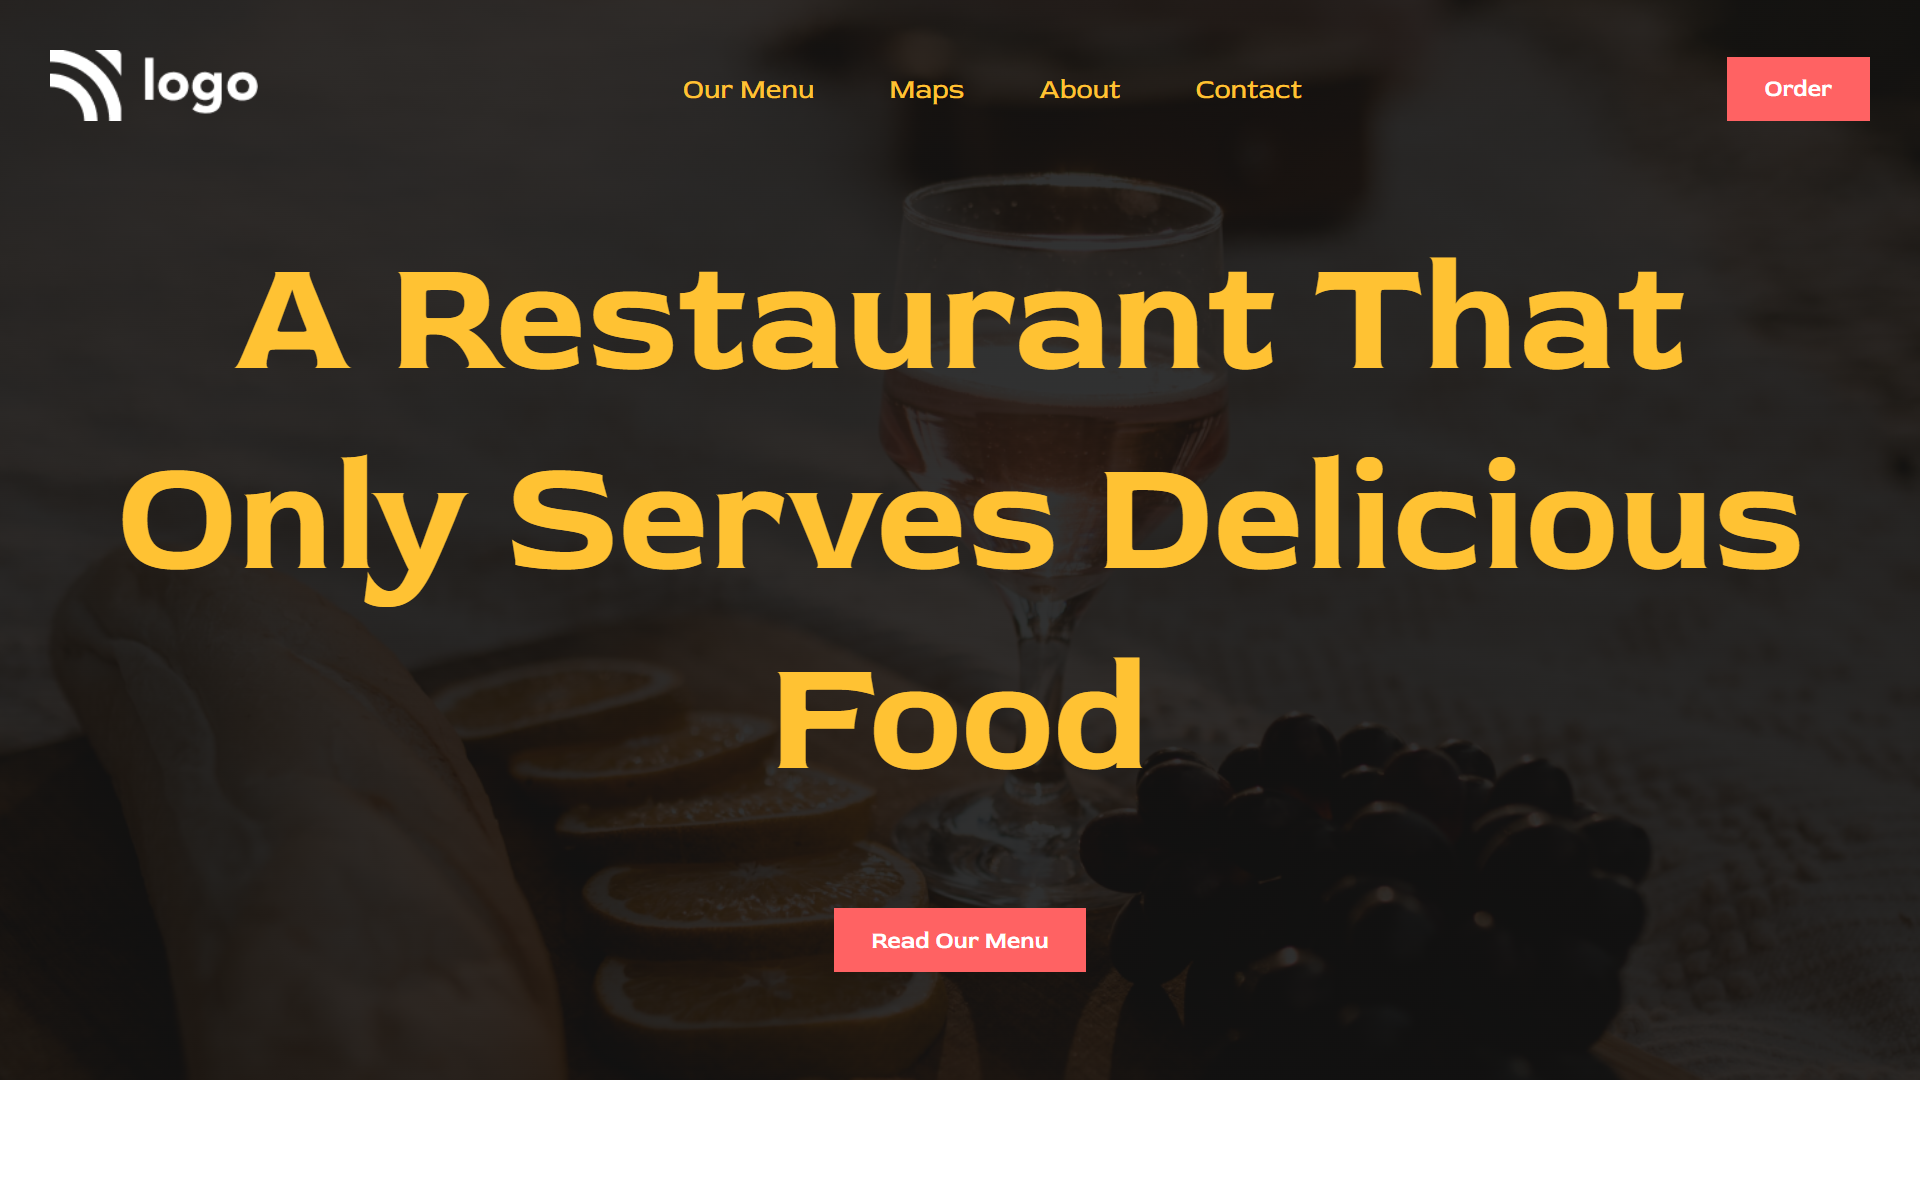 logo
Our Menu
Maps
About
Contact
Order
A Restaurant That
Only Serves Delicious
Food
Read Our Menu